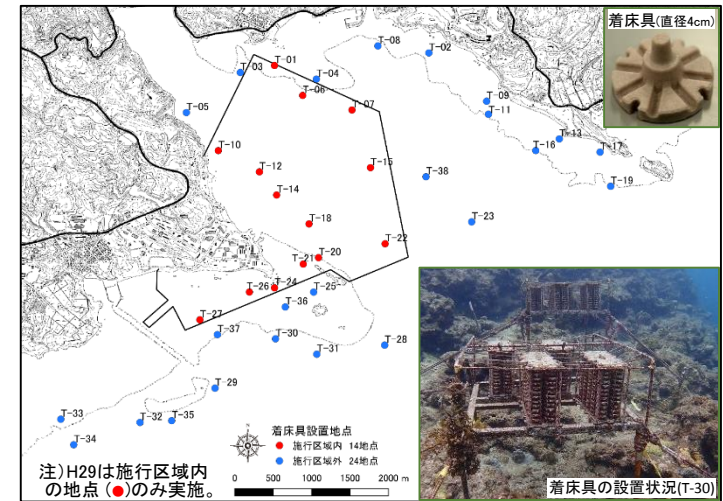 着床具(直径4cm)
T-08
T-02
T-01
T-03
T-04
T-06
T-09
T-07
T-05
T-11
T-13
T-10
T-16
T-17
T-15
T-12
T-38
T-19
T-14
T-18
T-23
T-22
T-20
T-21
T-24
T-26
T-25
T-36
T-27
T-37
T-30
T-28
T-31
T-29
T-33
T-32
T-35
T-34
着床具設置地点
施行区域内 14地点
施行区域外 24地点
0 500 1000 2000 m
注)H29は施行区域内
の地点(●)のみ実施。
着床具の設置状況(T-30)